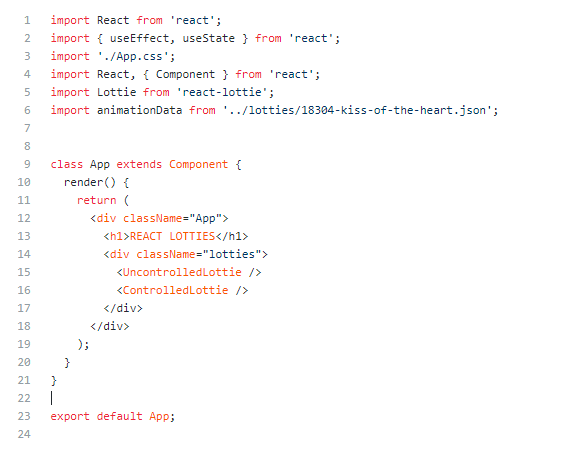 1 import React from 'react';
2 import { useEffect, useState } from 'react';
3 import './App.css';
4 import React, { Component } from 'react';
5 import Lottie from 'react-lottie';
6 import animationData from '../lotties/18304-kiss-of-the-heart.json';
7
8
9 class App extends Component {
10   render() {
11     return (
12       <div className="App">
13         <h1>REACT LOTTIES</h1>
14         <div className="lotties">
15           <UncontrolledLottie />
16           <ControlledLottie />
17         </div>
18       </div>
19     );
20   }
21 }
22
23 export default App;
24